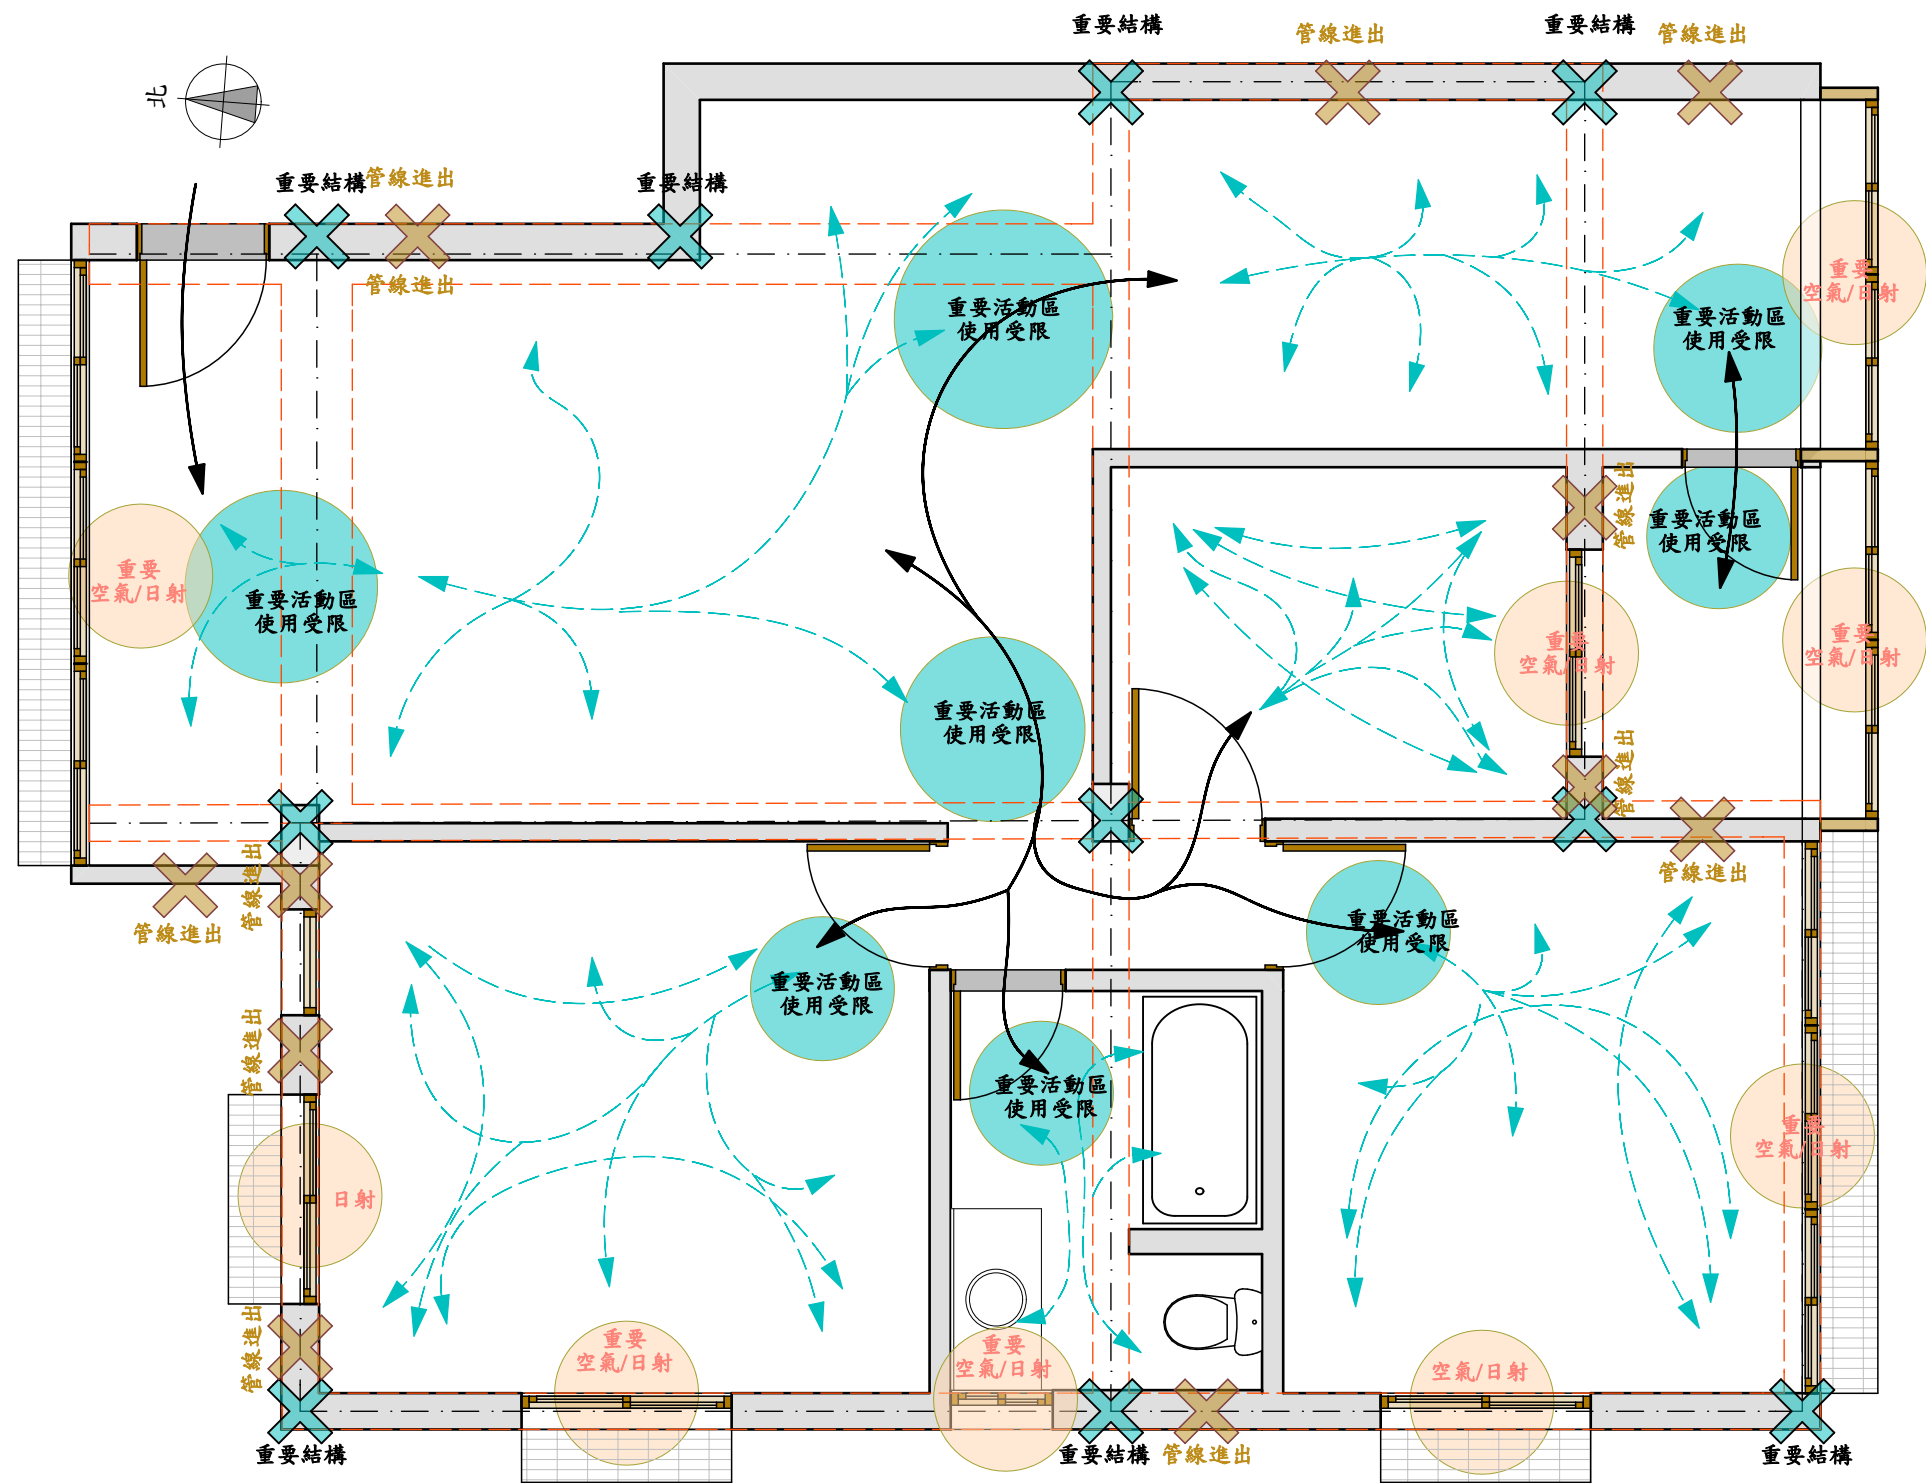 重要結構
管線進出
重要結構
管線進出
北
重要結構
管線進出
重要結構
管線進出
重要活動區
使用受限
重要活動區
使用受限
重要
空氣/日射
重要
空氣/日射
重要活動區
使用受限
管線進出
重要活動區
使用受限
重要
空氣/日射
重要
空氣/日射
重要活動區
使用受限
管線進出
管線進出
管線進出
管線進出
重要活動區
使用受限
重要活動區
使用受限
管線進出
重要活動區
使用受限
重要
空氣/日射
日射
管線進出
重要
空氣/日射
重要
空氣/日射
空氣/日射
重要結構
重要結構
管線進出
重要結構